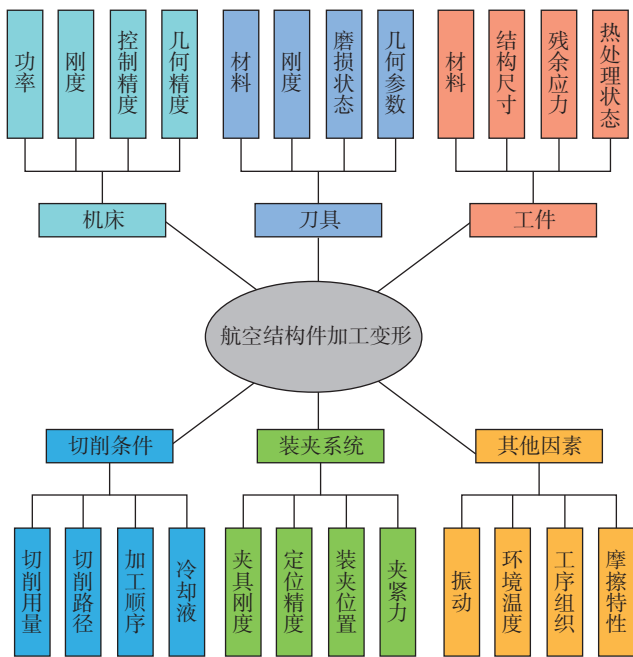 功率
刚度
控制精度
几何精度
材料
刚度
磨损状态
几何参数
材料
结构尺寸
残余应力
热处理状态
机床
刀具
工件
航空结构件加工变形
切削条件
装夹系统
其他因素
切削用量
切削路径
加工顺序
冷却液
夹具刚度
定位精度
装夹位置
夹紧力
振动
环境温度
工序组织
摩擦特性